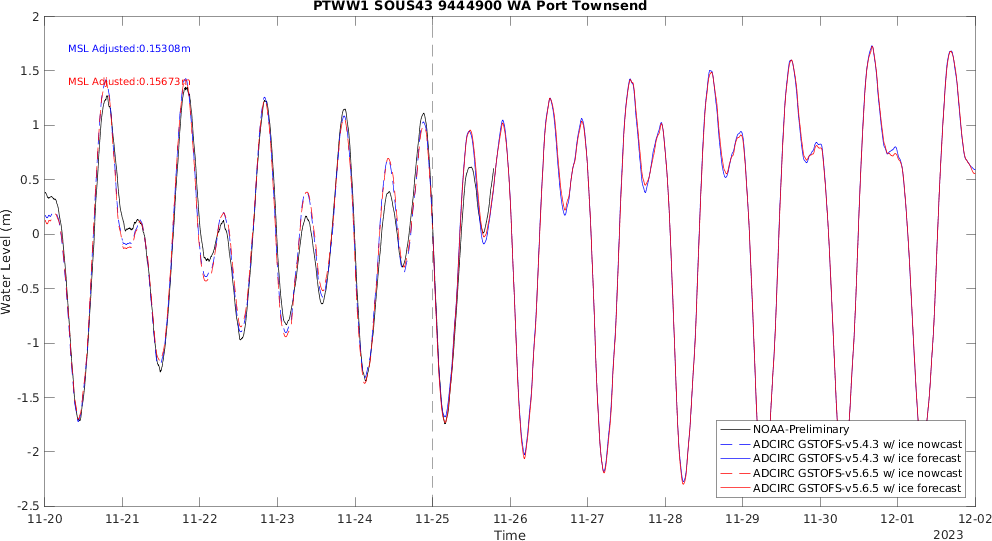 PTWW1 SOUS43 9444900 WA Port Townsend
2
1.5
1
0.5
0
-0.5
-1
-1.5
-2
-2.5
Water Level (m)
MSL Adjusted:0.15308m
MSL Adjusted:0.15673m
NOAA-Preliminary
ADCIRC GSTOFS-v5.4.3 w/ ice nowcast
ADCIRC GSTOFS-v5.4.3 w/ ice forecast
ADCIRC GSTOFS-v5.6.5 w/ ice nowcast
ADCIRC GSTOFS-v5.6.5 w/ ice forecast
11-20 11-21 11-22 11-23 11-24 11-25 11-26 11-27 11-28 11-29 11-30 12-01 12-02
Time
2023